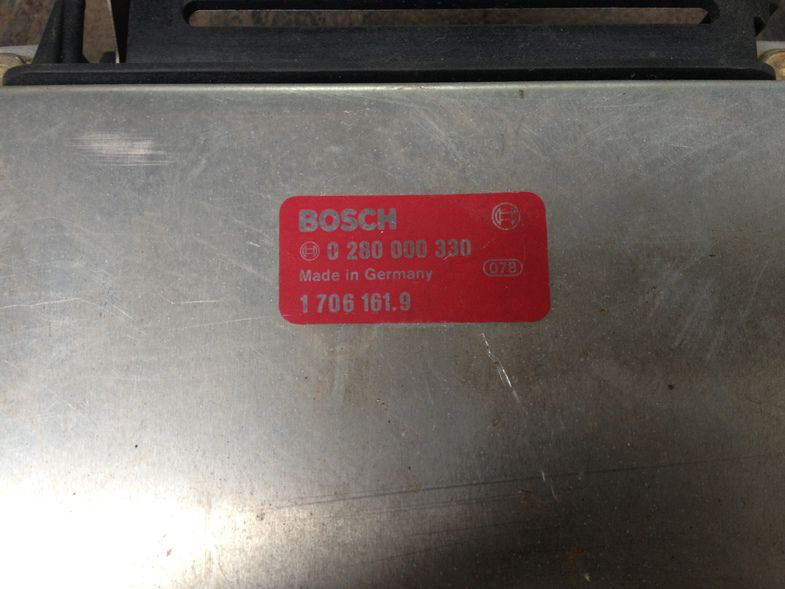 BOSCH
0 280 000 330
Made in Germany
078
1 706 161.9